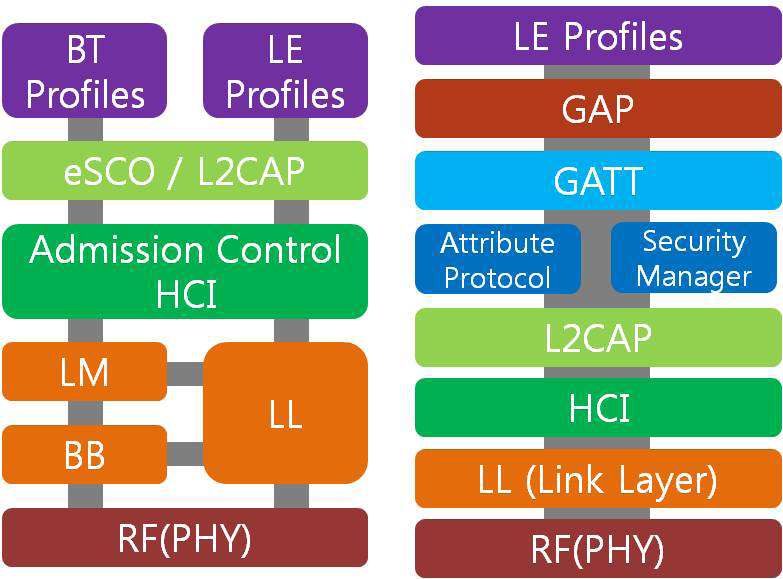 BT
Profiles
LE
Profiles
eSCO / L2CAP
Admission Control
HCI
LM
LL
BB
RF(PHY)
LE Profiles
GAP
GATT
Attribute
Protocol
Security
Manager
L2CAP
HCI
LL (Link Layer)
RF(PHY)